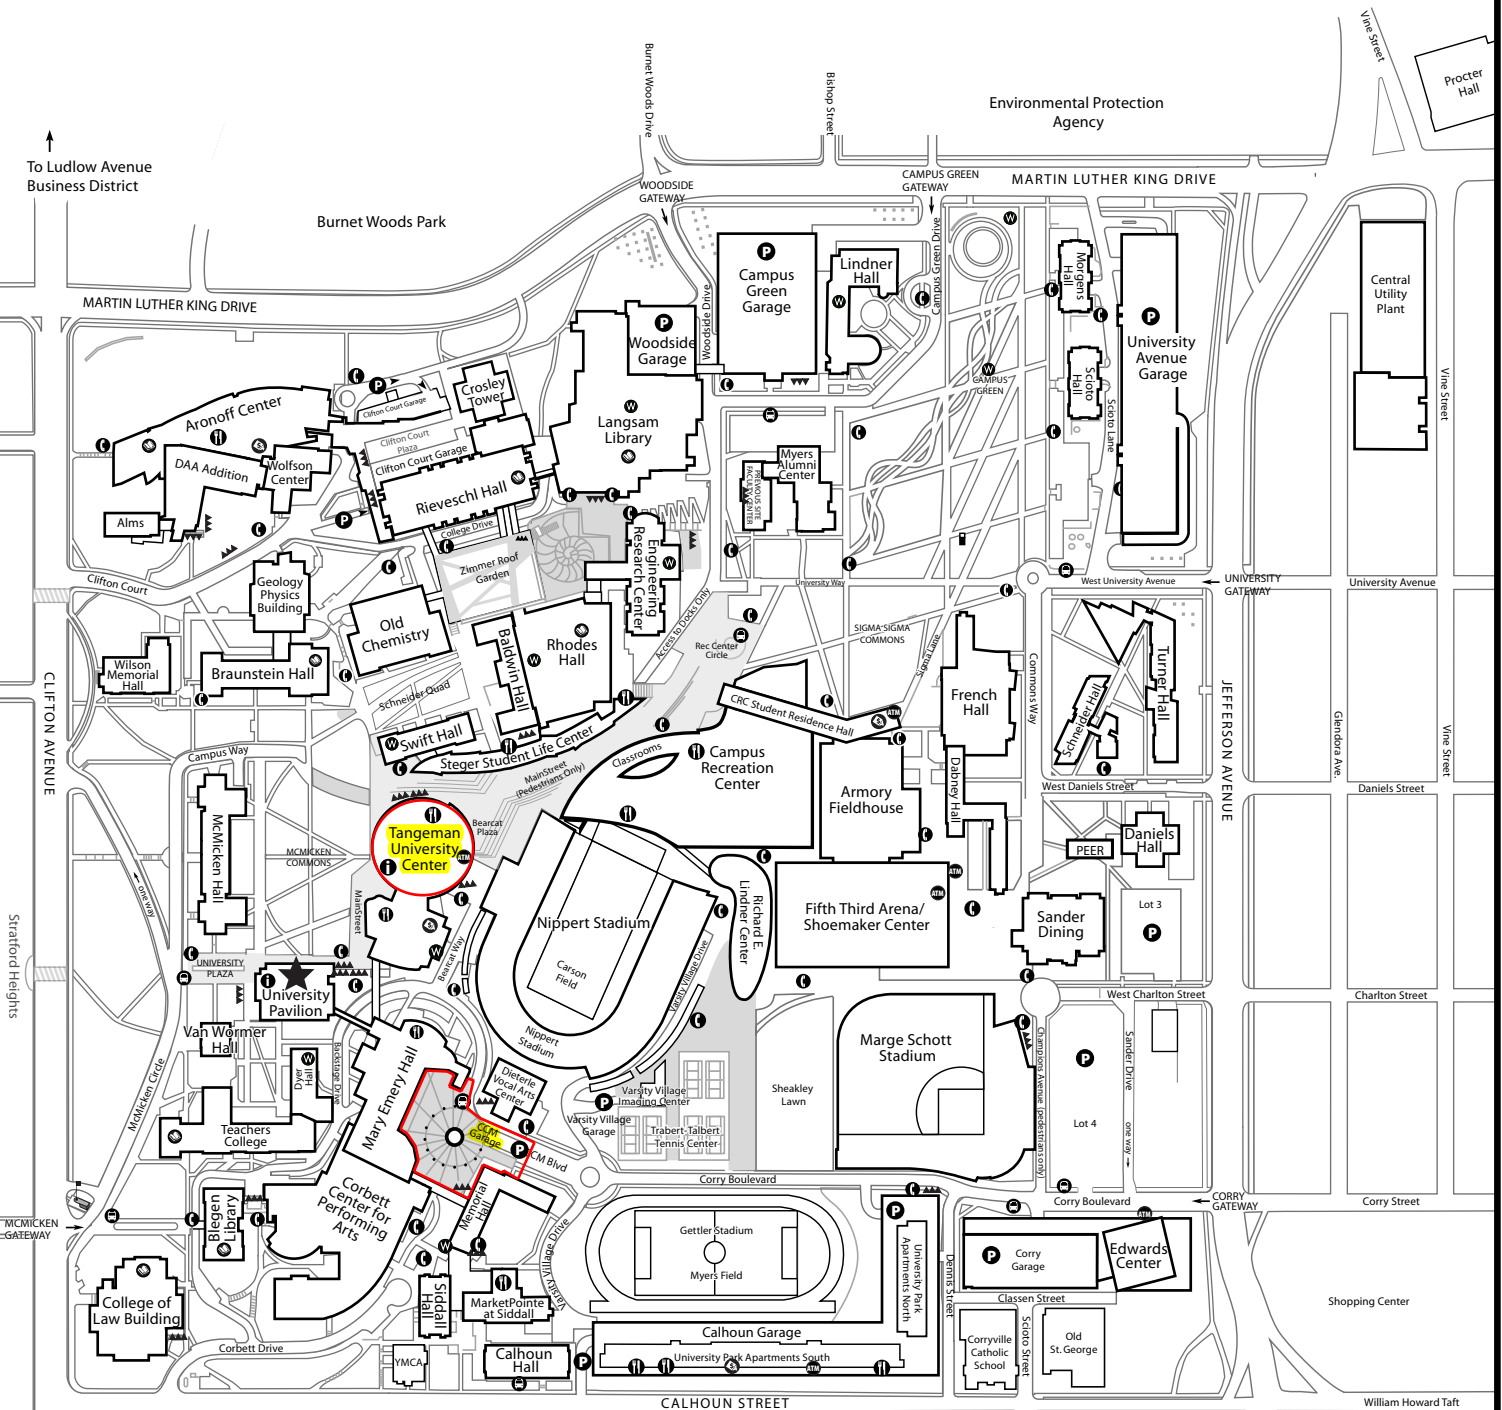 Vine Street
Procter
Hall
Burnet Woods Drive
Bishop Street
Environmental Protection
Agency
To Ludlow Avenue
Business District
WOODSIDE
GATEWAY
CAMPUS GREEN
GATEWAY
MARTIN LUTHER KING DRIVE
Burnet Woods Park
MARTIN LUTHER KING DRIVE
W
P
Campus
Green
Garage
Lindner
Hall
W
Campus Green Drive
Morgens
Hall
P
University
Avenue
Garage
Central
Utility
Plant
Woodside Drive
P
Woodside
Garage
Scioto
Hall
Scioto Lane
W
CAMPUS
GREEN
Vine Street
Crosley
Tower
P
Clifton Court Garage
Aronoff Center
W
Langsam
Library
Clifton Court
Plaza
Clifton Court Garage
DAA Addition
Wolfson
Center
Rieveschl Hall
Myers
Alumni
Center
PREVIOUS SITE
FACULTY CENTER
Alms
P
College Drive
Zimmer Roof
Garden
Engineering
Research Center
W
Clifton Court
Geology
Physics
Building
University Way
West University Avenue
UNIVERSITY
GATEWAY
University Avenue
Old
Chemistry
Baldwin Hall
Rhodes
Hall
W
Access to Docks Only
Rec Center
Circle
SIGMA SIGMA
COMMONS
Sigma Lane
Wilson
Memorial
Hall
Braunstein Hall
Schneider Quad
CRC Student Residence Hall
ATM
French
Hall
Commons Way
Schneider Hall
Turner Hall
CLIFTON AVENUE
JEFFERSON AVENUE
Glendora Ave.
Vine Street
W
Swift Hall
Steger Student Life Center
Campus Way
MainStreet
(Pedestrians Only)
Classrooms
Campus
Recreation
Center
Armory
Fieldhouse
Dabney Hall
West Daniels Street
Daniels Street
McMicken Hall
MCMICKEN
COMMONS
Tangeman
University
Center
i
ATM
Bearcat
Plaza
Daniels
Hall
PEER
one way
MainStreet
Nippert Stadium
Carson
Field
Richard E.
Lindner Center
Fifth Third Arena/
Shoemaker Center
ATM
ATM
Sander
Dining
Lot 3
P
Stratford Heights
W
Bearcat Way
UNIVERSITY
PLAZA
i
University
Pavilion
Varsity Village Drive
West Charlton Street
Charlton Street
Nippert
Stadium
Van Wormer
Hall
Marge Schott
Stadium
P
Champions Avenue (pedestrians only)
Sander Drive
W
Dyer
Hall
Backstage Drive
Mary Emery Hall
Dieterle
Vocal Arts
Center
Varsity Village
Imaging Center
P
Varsity Village
Garage
Trabert-Talbert
Tennis Center
Sheakley
Lawn
McMicken Circle
Teachers
College
CCM
Garage
P
CM Blvd
Lot 4
one way
Corry Boulevard
Corry Boulevard
CORRY
GATEWAY
Corry Street
Corbett
Center for
Performing
Arts
Memorial
Hall
Blegen
Library
MCMICKEN
GATEWAY
W
Varsity Village Drive
Gettler Stadium
Myers Field
P
University Park
Apartments North
Dennis Street
ATM
P
Corry
Garage
Edwards
Center
College of
Law Building
Siddall
Hall
MarketPointe
at Siddall
Classen Street
Shopping Center
Corbett Drive
YMCA
Calhoun
Hall
P
Calhoun Garage
University Park Apartments South
ATM
Corryville
Catholic
School
Scioto Street
Old
St. George
CALHOUN STREET
William Howard Taft